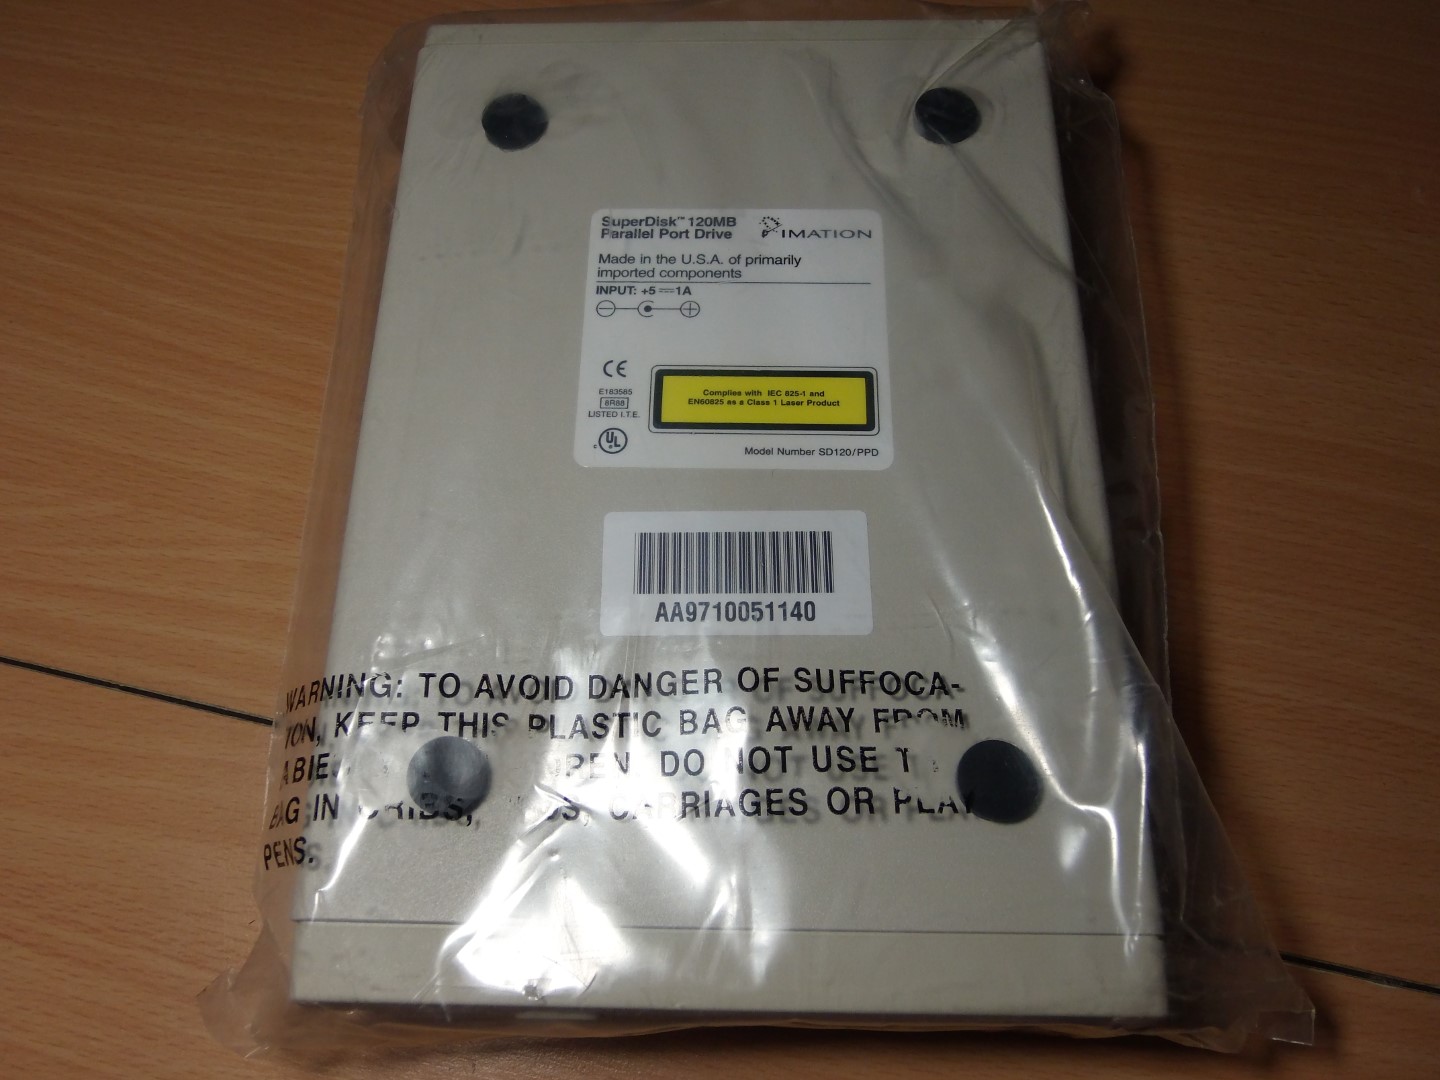 SuperDisk™ 120MB
Parallel Port Drive
IMATION
Made in the U.S.A. of primarily
imported components
INPUT: +5 ⎓ 1A
CE
E183585
8R88
LISTED I.T.E.
c UL
Complies with IEC 825-1 and
EN60825 as a Class 1 Laser Product
Model Number SD120/PPD
AA9710051140
WARNING: TO AVOID DANGER OF SUFFOCA-
TION, KEEP THIS PLASTIC BAG AWAY FROM
DO NOT USE
BAG IN CRIBS, CARRIAGES OR PLAY
PENS.